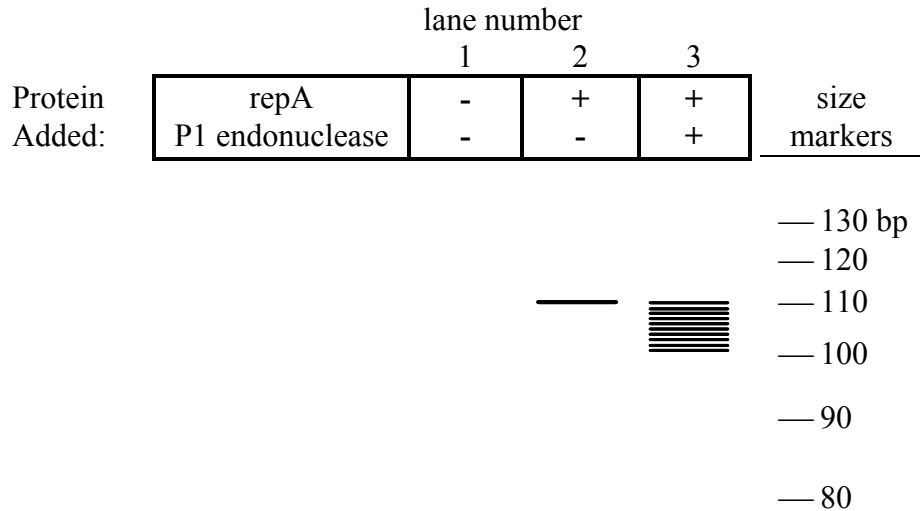 lane number
1 2 3
Protein repA - + + size
Added: P1 endonuclease - - + markers
130 bp
120
110
100
90
80